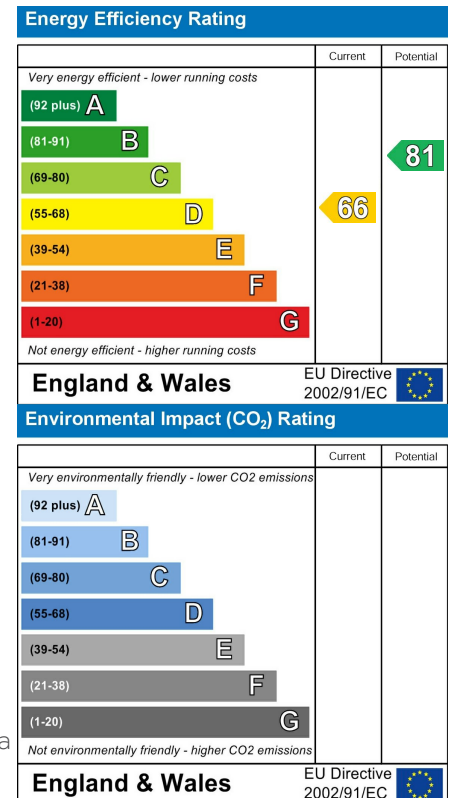 Energy Efficiency Rating
Current Potential
Very energy efficient - lower running costs
(92 plus) A
(81-91) B
81
(69-80) C
(55-68) D
66
(39-54) E
(21-38) F
(1-20) G
Not energy efficient - higher running costs
England & Wales
EU Directive
2002/91/EC
Environmental Impact (CO₂) Rating
Current Potential
Very environmentally friendly - lower CO2 emissions
(92 plus) A
(81-91) B
(69-80) C
(55-68) D
(39-54) E
(21-38) F
(1-20) G
a
Not environmentally friendly - higher CO2 emissions
England & Wales
EU Directive
2002/91/EC